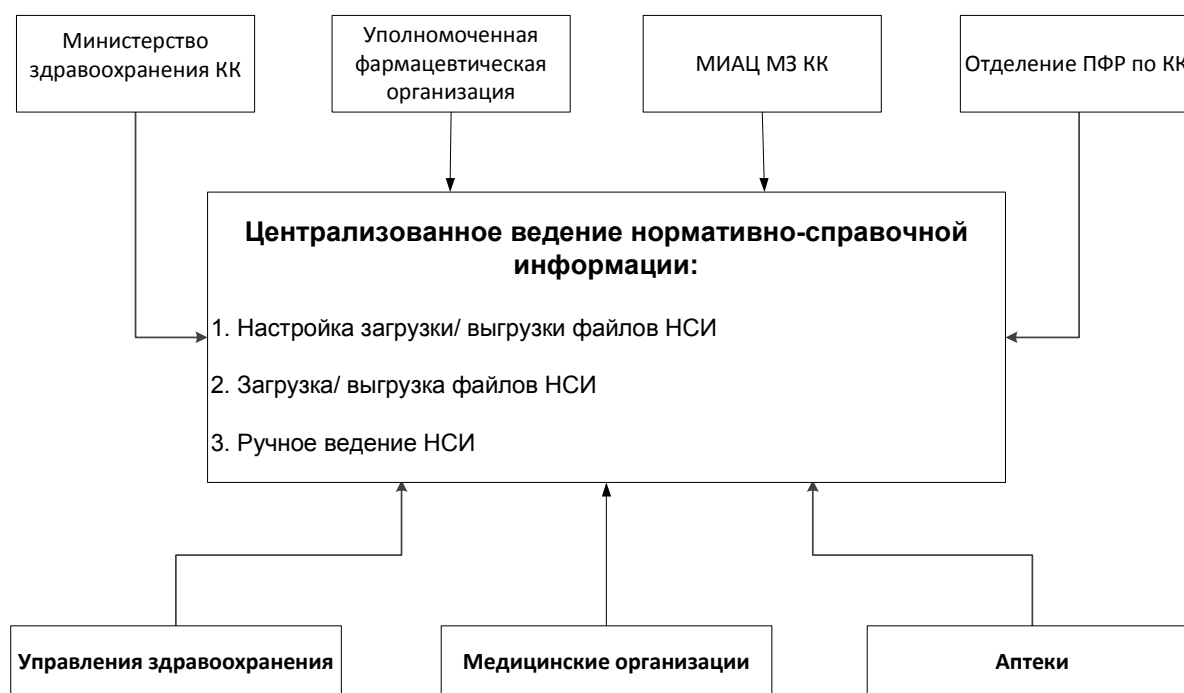 Министерство
здравоохранения КК
Уполномоченная
фармацевтическая
организация
МИАЦ МЗ КК
Отделение ПФР по КК
Централизованное ведение нормативно-справочной
информации:
1. Настройка загрузки/ выгрузки файлов НСИ
2. Загрузка/ выгрузка файлов НСИ
3. Ручное ведение НСИ
Управления здравоохранения
Медицинские организации
Аптеки